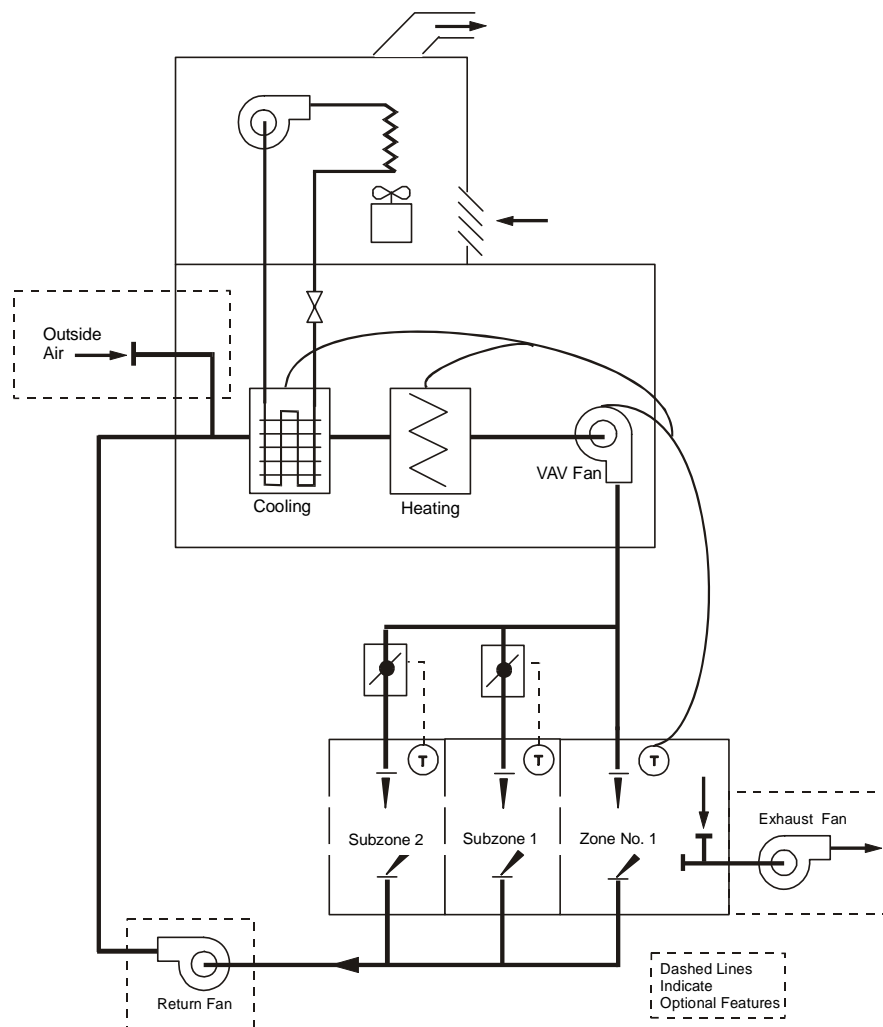 Outside
Air
Cooling
Heating
VAV Fan
T
T
T
Subzone 2
Subzone 1
Zone No. 1
Exhaust Fan
Return Fan
Dashed Lines
Indicate
Optional Features